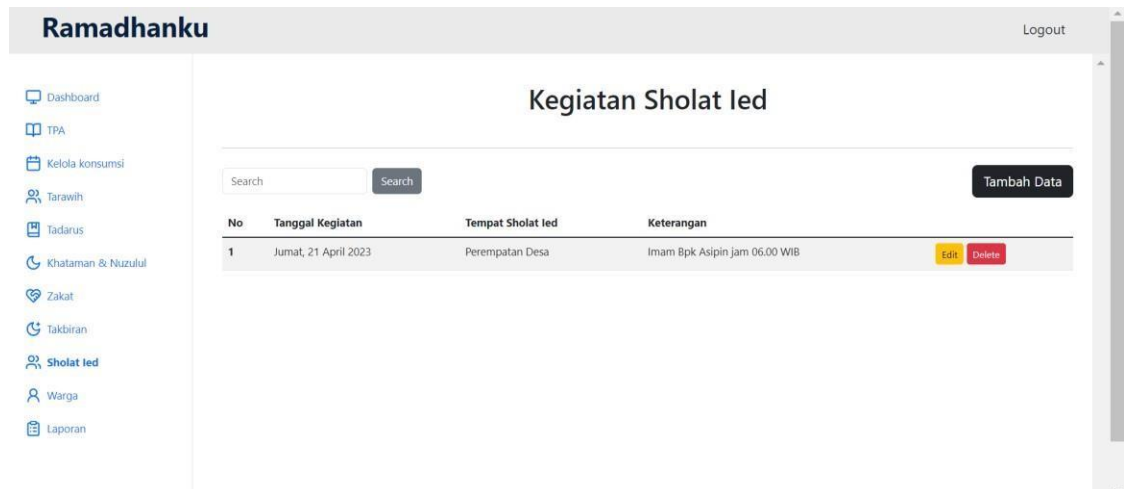 Ramadhanku
Logout
Dashboard
TPA
Kelola konsumsi
Tarawih
Tadarus
Khataman & Nuzulul
Zakat
Takbiran
Sholat Ied
Warga
Laporan
Kegiatan Sholat Ied
Search Search Tambah Data
No Tanggal Kegiatan Tempat Sholat Ied Keterangan
1 Jumat, 21 April 2023 Perempatan Desa Imam Bpk Asipin jam 06.00 WIB Edit Delete